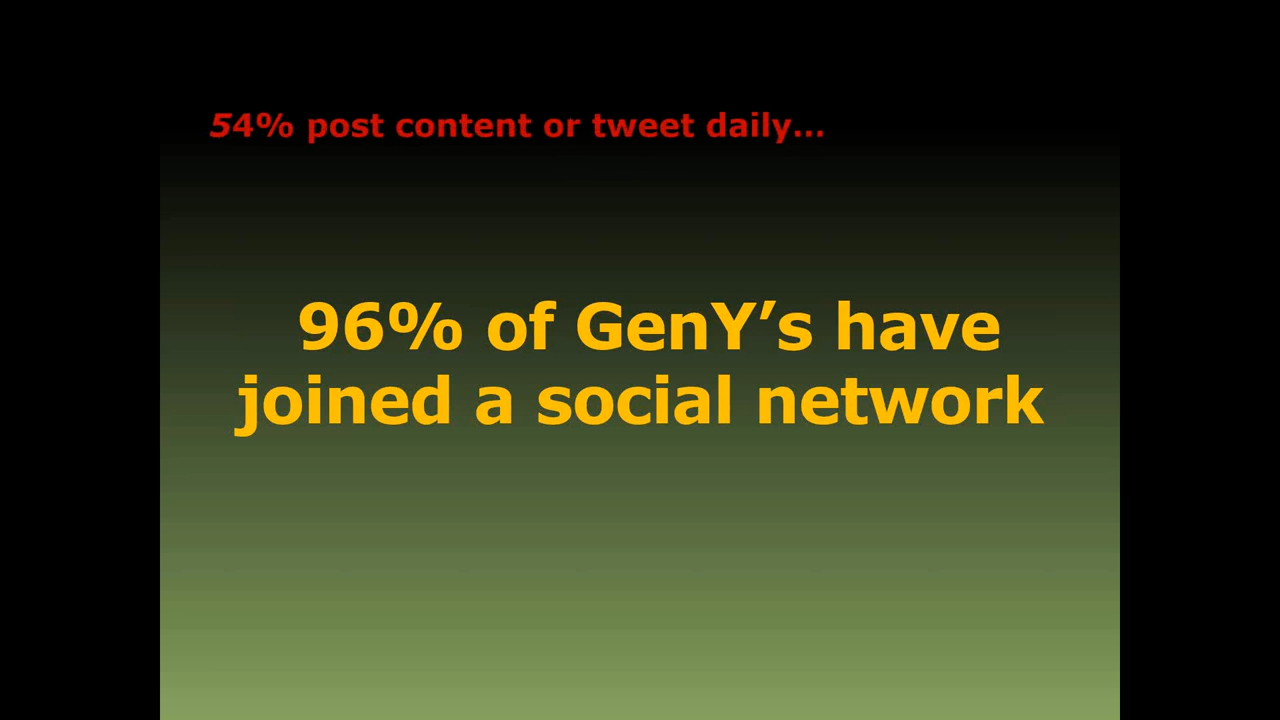 54% post content or tweet daily...
96% of GenY’s have
joined a social network